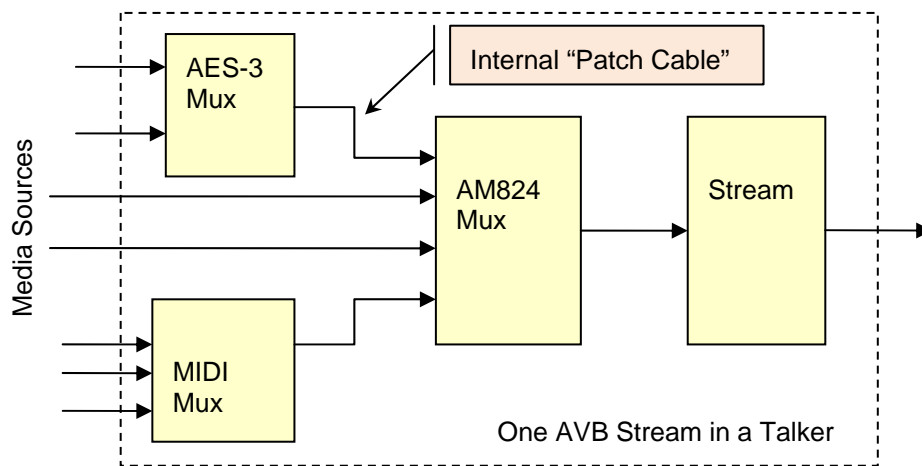 AES-3
Mux
Internal “Patch Cable”
Media Sources
AM824
Mux
Stream
MIDI
Mux
One AVB Stream in a Talker